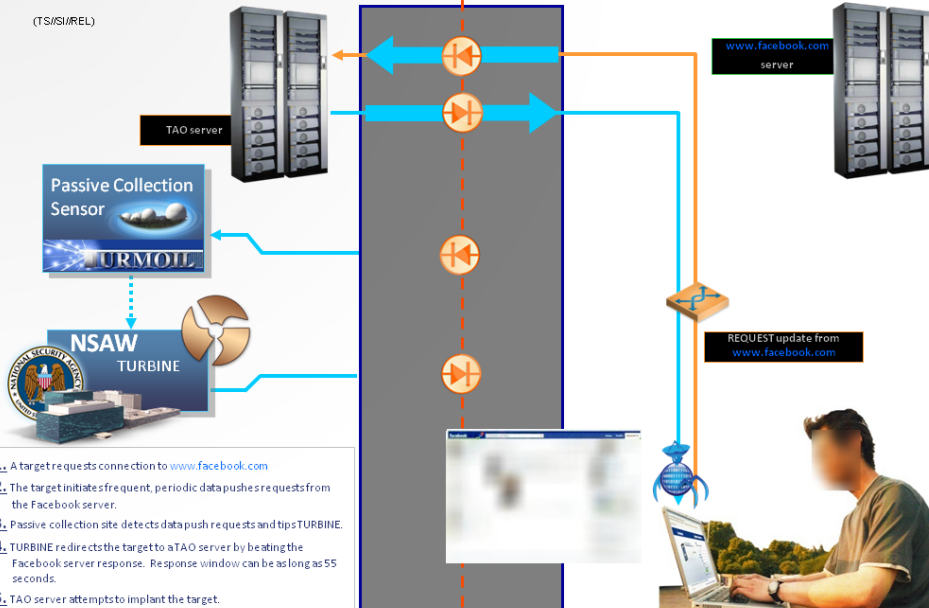 (TS//SI//REL)
www.facebook.com
server
TAO server
Passive Collection
Sensor
TURMOIL
NSAW
TURBINE
NATIONAL SECURITY AGENCY
REQUEST update from
www.facebook.com
facebook
1. A target requests connection to www.facebook.com
2. The target initiates frequent, periodic data pushes requests from
the Facebook server.
3. Passive collection site detects data push requests and tips TURBINE.
4. TURBINE redirects the target to a TAO server by beating the
Facebook server response. Response window can be as long as 55
seconds.
5. TAO server attempts to implant the target.